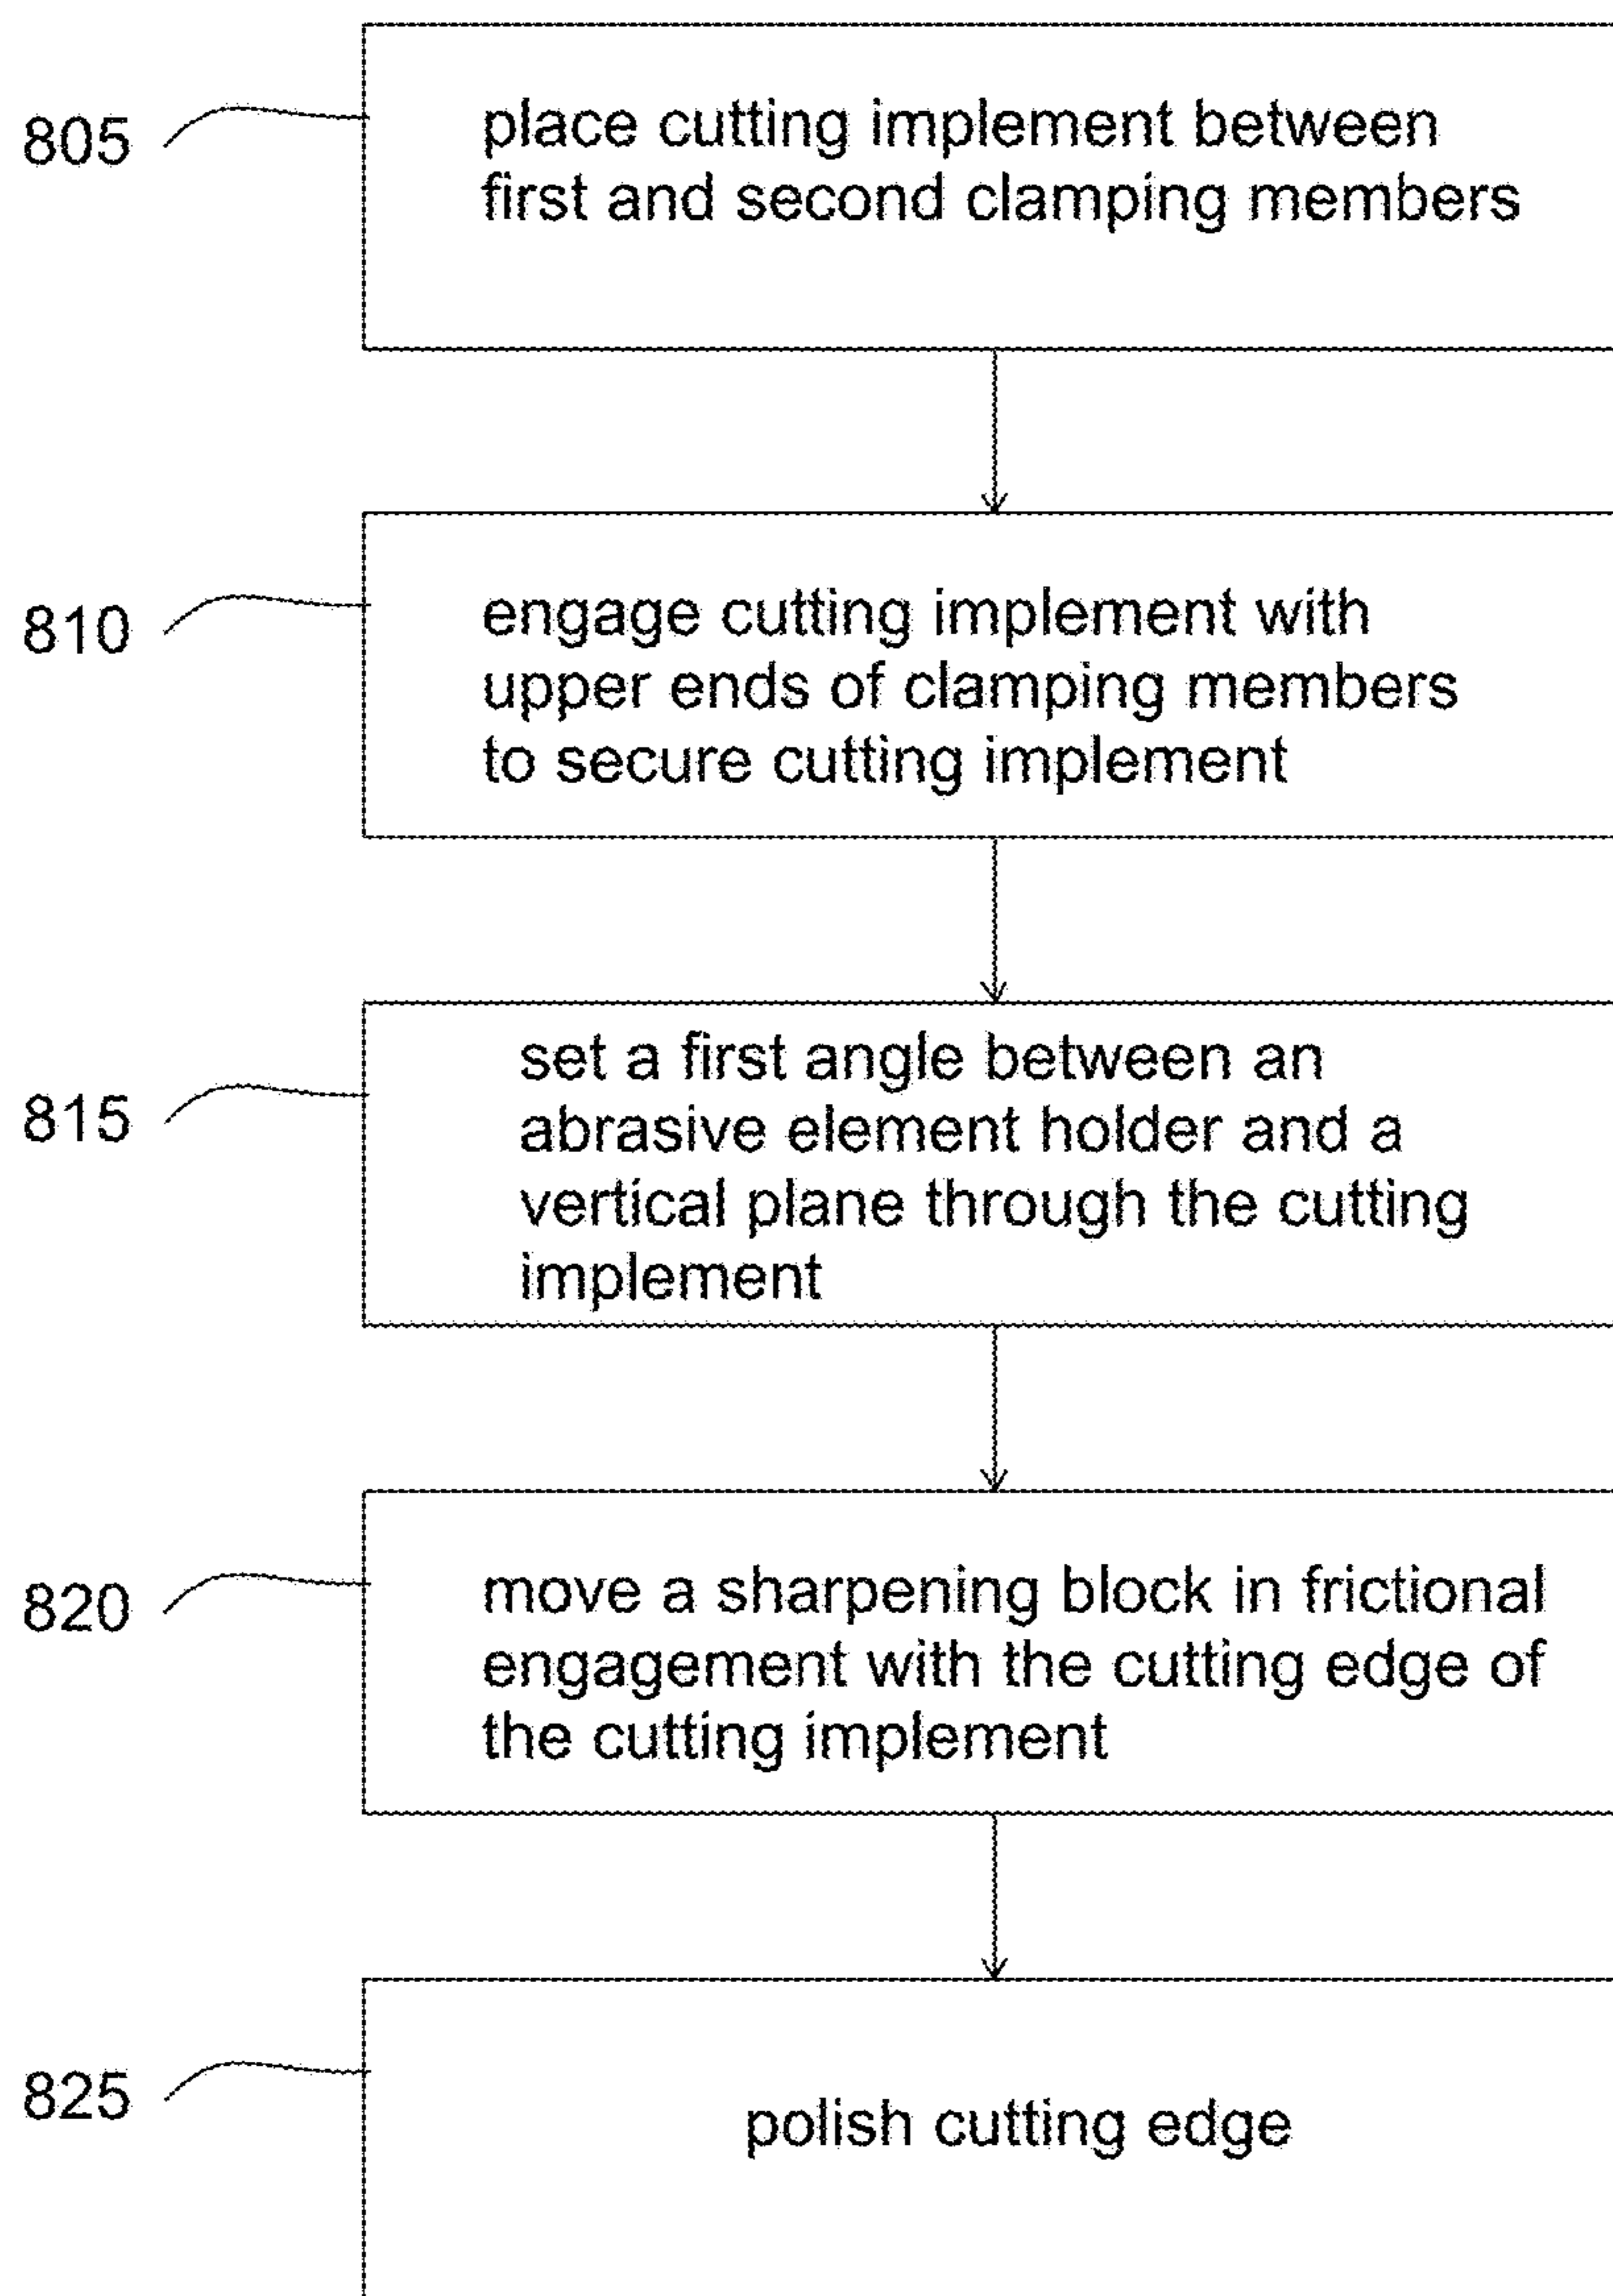 805
place cutting implement between
first and second clamping members
810
engage cutting implement with
upper ends of clamping members
to secure cutting implement
815
set a first angle between an
abrasive element holder and a
vertical plane through the cutting
implement
820
move a sharpening block in frictional
engagement with the cutting edge of
the cutting implement
825
polish cutting edge